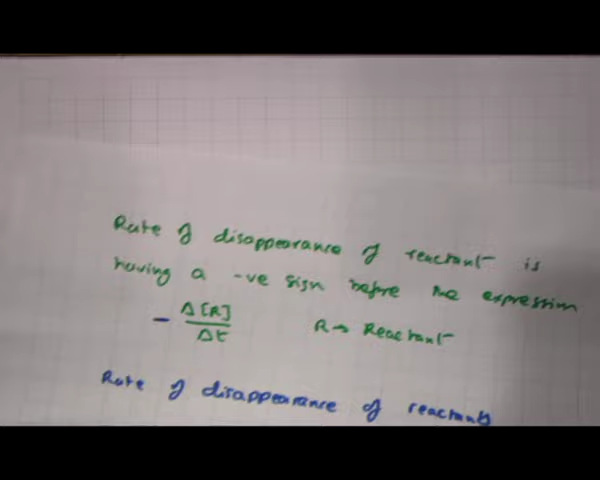 Rate of disappearance of reactant is
having a -ve sign before the expression
- Δ[R]/Δt R → Reactant
Rate of disappearance of reactants